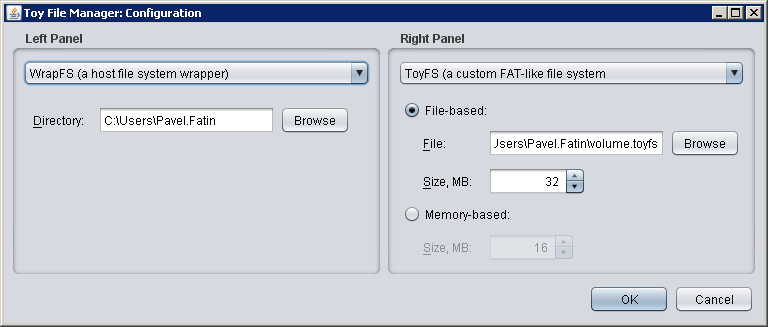 Toy File Manager: Configuration
Left Panel
WrapFS (a host file system wrapper)
Directory: C:\Users\Pavel.Fatin Browse
Right Panel
ToyFS (a custom FAT-like file system
File-based:
File: Jsers\Pavel.Fatin\volume.toyfs Browse
Size, MB: 32
Memory-based:
Size, MB: 16
OK Cancel